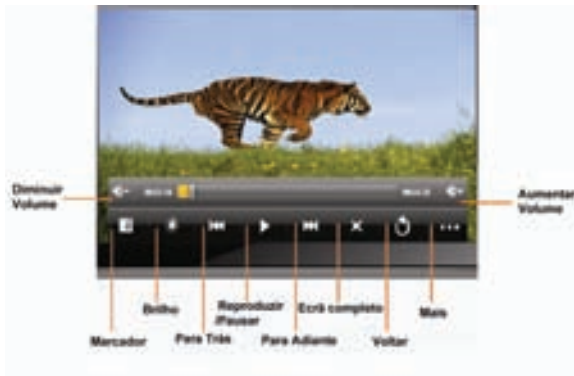 Diminuir
Volume
Aumentar
Volume
Brilho
Reproduzir
/Pausar
Ecrã completo
Mais
Marcador
Para Trás
Para Adiante
Voltar